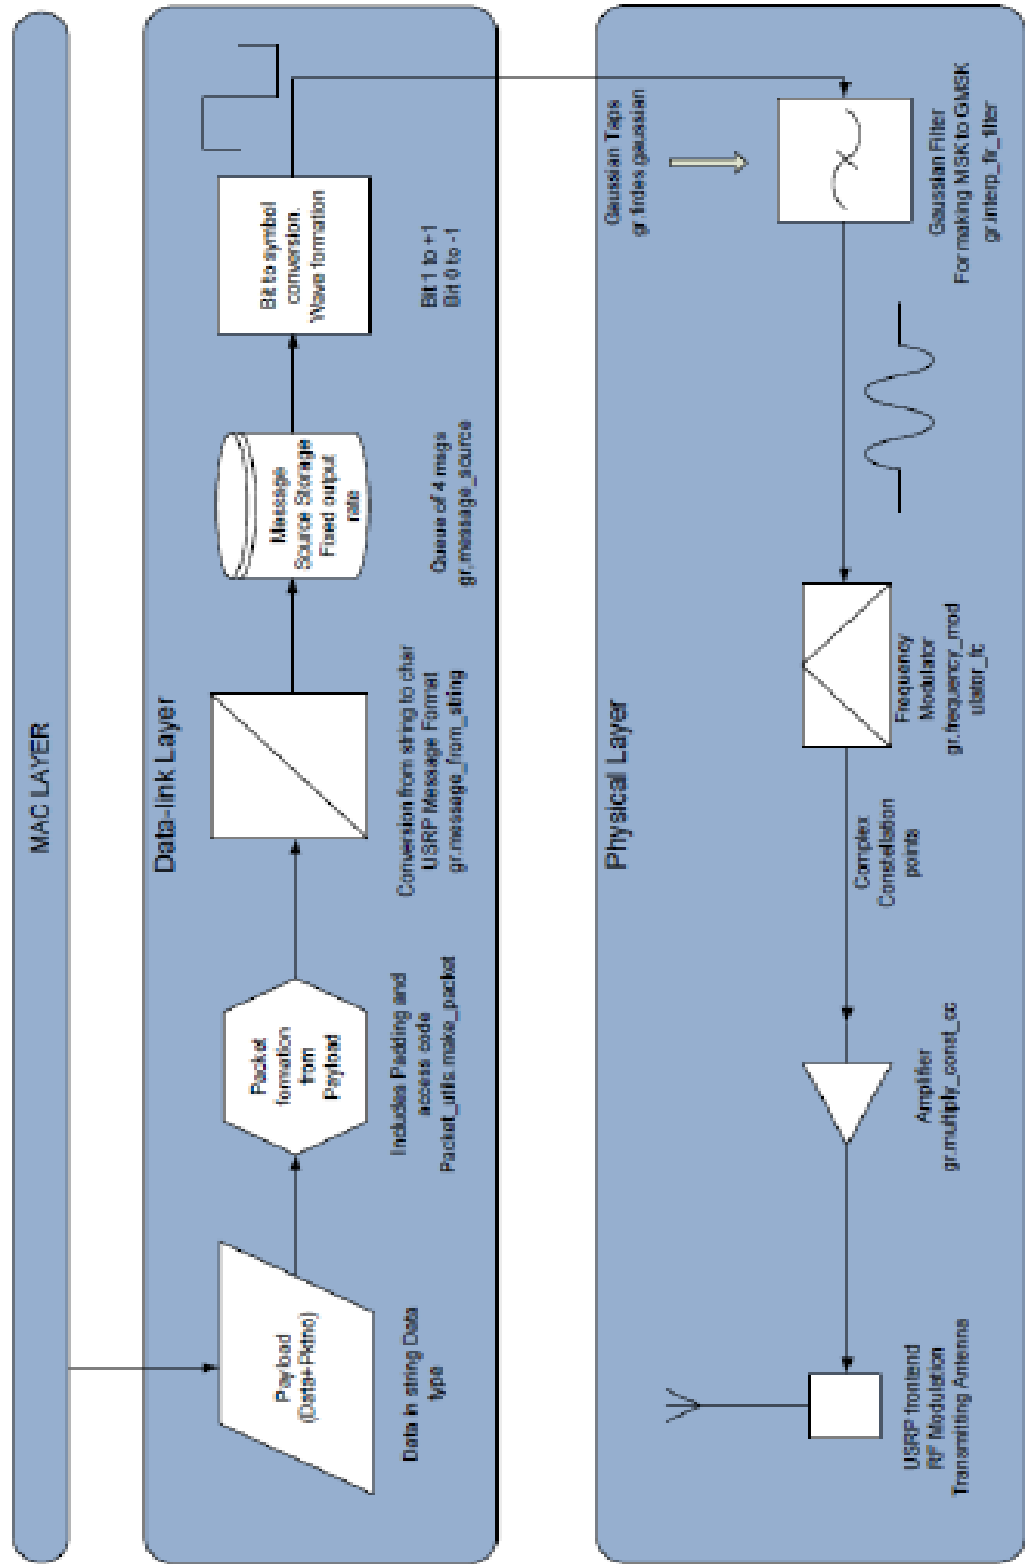 MAC LAYER
Data-link Layer
Payload
(Data+Pktno)
Data in string Data
type
Packet
formation
from
Payload
Includes Padding and
access code
Packet_utils.make_packet
Conversion from string to char
USRP Message Format
gr.message_from_string
Message
Source Storage
Fixed output
rate
Queue of 4 msgs
gr.message_source
Bit to symbol
conversion.
Wave formation
Bit 1 to +1
Bit 0 to -1
Physical Layer
Gaussian Taps
gr.firdes gaussian
Gaussian Filter
For making MSK to GMSK
gr.interp_fir_filter
Frequency
Modulator
gr.frequency_mod
ulator_fc
Complex
Constellation
points
Amplifier
gr.multiply_const_cc
USRP frontend
RF Modulation
Transmitting Antenna